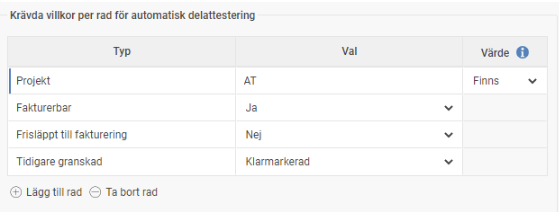 Krävda villkor per rad för automatisk delattestering
Typ Val Värde
Projekt AT Finns
Fakturerbar Ja
Frisläppt till fakturering Nej
Tidigare granskad Klarmarkerad
Lägg till rad Ta bort rad